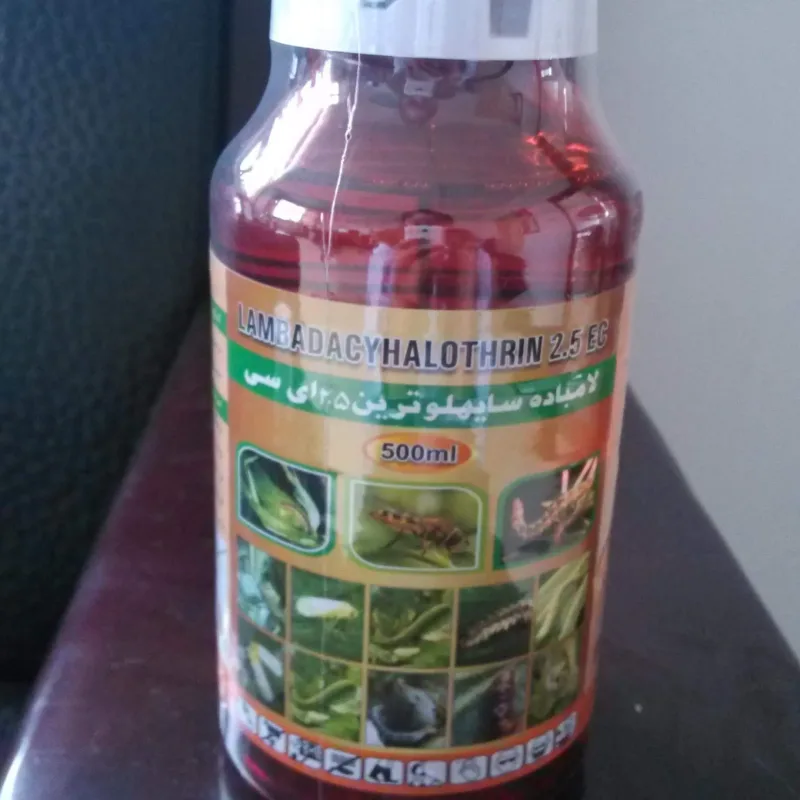 LAMBADACYHALOTHRIN 2.5 EC
لامباده سایهلوترین ۲.۵ ای سی
500ml